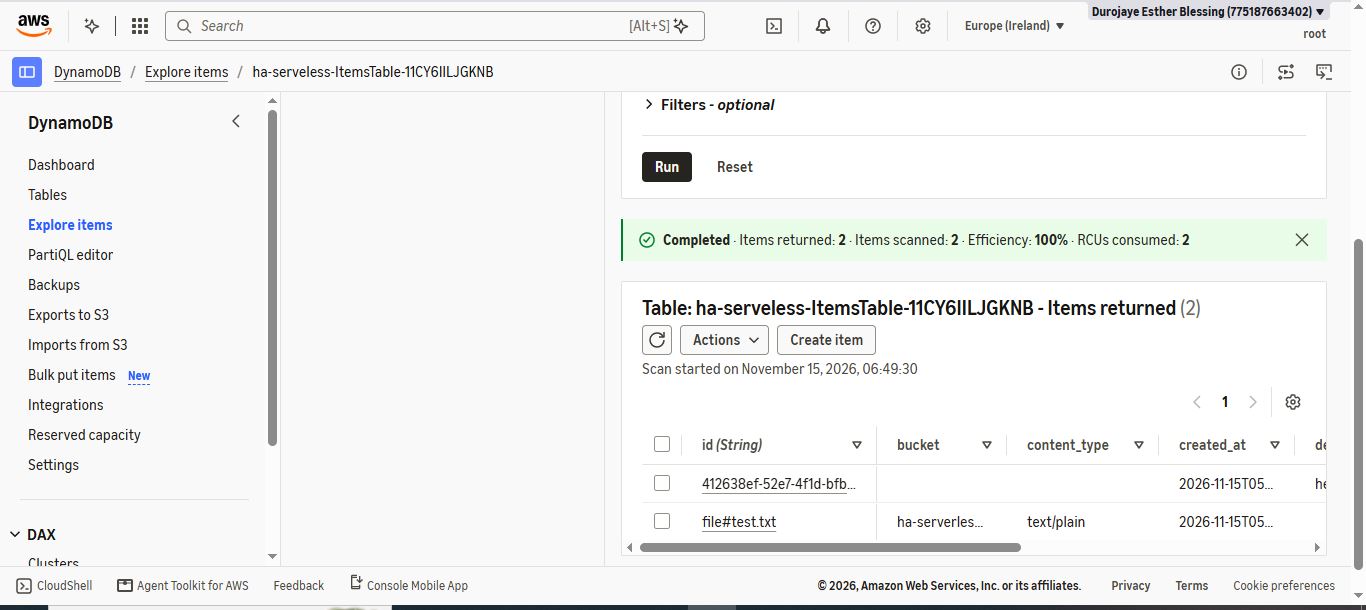 aws
Search [Alt+S]
Europe (Ireland)
Durojaye Esther Blessing (775187663402)
root
DynamoDB / Explore items / ha-serveless-ItemsTable-11CY6IILJGKNB
DynamoDB
Dashboard
Tables
Explore items
PartiQL editor
Backups
Exports to S3
Imports from S3
Bulk put items New
Integrations
Reserved capacity
Settings
DAX
Clusters
Filters - optional
Run Reset
Completed · Items returned: 2 · Items scanned: 2 · Efficiency: 100% · RCUs consumed: 2
Table: ha-serveless-ItemsTable-11CY6IILJGKNB - Items returned (2)
Actions Create item
Scan started on November 15, 2026, 06:49:30
1
id (String) bucket content_type created_at de
412638ef-52e7-4f1d-bfb... 2026-11-15T05... he
file#test.txt ha-serverles... text/plain 2026-11-15T05...
CloudShell Agent Toolkit for AWS Feedback Console Mobile App © 2026, Amazon Web Services, Inc. or its affiliates. Privacy Terms Cookie preferences